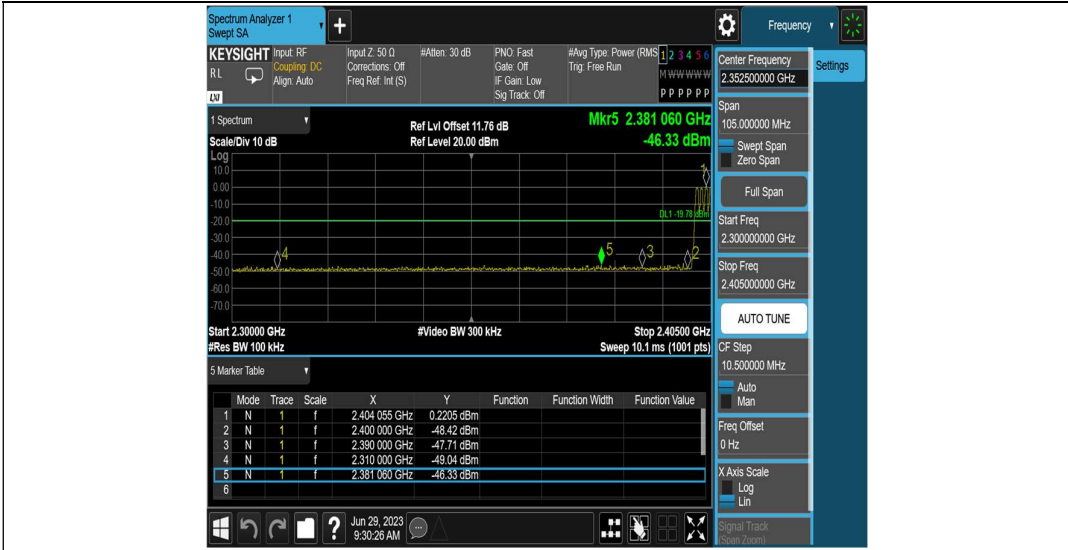 Spectrum Analyzer 1
Swept SA
Frequency
KEYSIGHT
RL
LXI
Input: RF
Coupling: DC
Align: Auto
Input Z: 50 Ω
Corrections: Off
Freq Ref: Int (S)
#Atten: 30 dB
PNO: Fast
Gate: Off
IF Gain: Low
Sig Track: Off
#Avg Type: Power (RMS
Trig: Free Run
1 2 3 4 5 6
M W W W W W
P P P P P P
Center Frequency
2.352500000 GHz
Settings
1 Spectrum
Scale/Div 10 dB
Ref Lvl Offset 11.76 dB
Ref Level 20.00 dBm
Mkr5 2.381 060 GHz
-46.33 dBm
Log
10.0
0.00
-10.0
-20.0
-30.0
-40.0
-50.0
-60.0
-70.0
1
DL1 -19.78 dBm
4
5
3
2
Start 2.30000 GHz
#Video BW 300 kHz
Stop 2.40500 GHz
#Res BW 100 kHz
Sweep 10.1 ms (1001 pts)
Span
105.000000 MHz
Swept Span
Zero Span
Full Span
Start Freq
2.300000000 GHz
Stop Freq
2.405000000 GHz
AUTO TUNE
CF Step
10.500000 MHz
Auto
Man
Freq Offset
0 Hz
X Axis Scale
Log
Lin
Signal Track
(Span Zoom)
5 Marker Table
Mode Trace Scale X Y Function Function Width Function Value
1 N 1 f 2.404 055 GHz 0.2205 dBm
2 N 1 f 2.400 000 GHz -48.42 dBm
3 N 1 f 2.390 000 GHz -47.71 dBm
4 N 1 f 2.310 000 GHz -49.04 dBm
5 N 1 f 2.381 060 GHz -46.33 dBm
6
?
Jun 29, 2023
9:30:26 AM